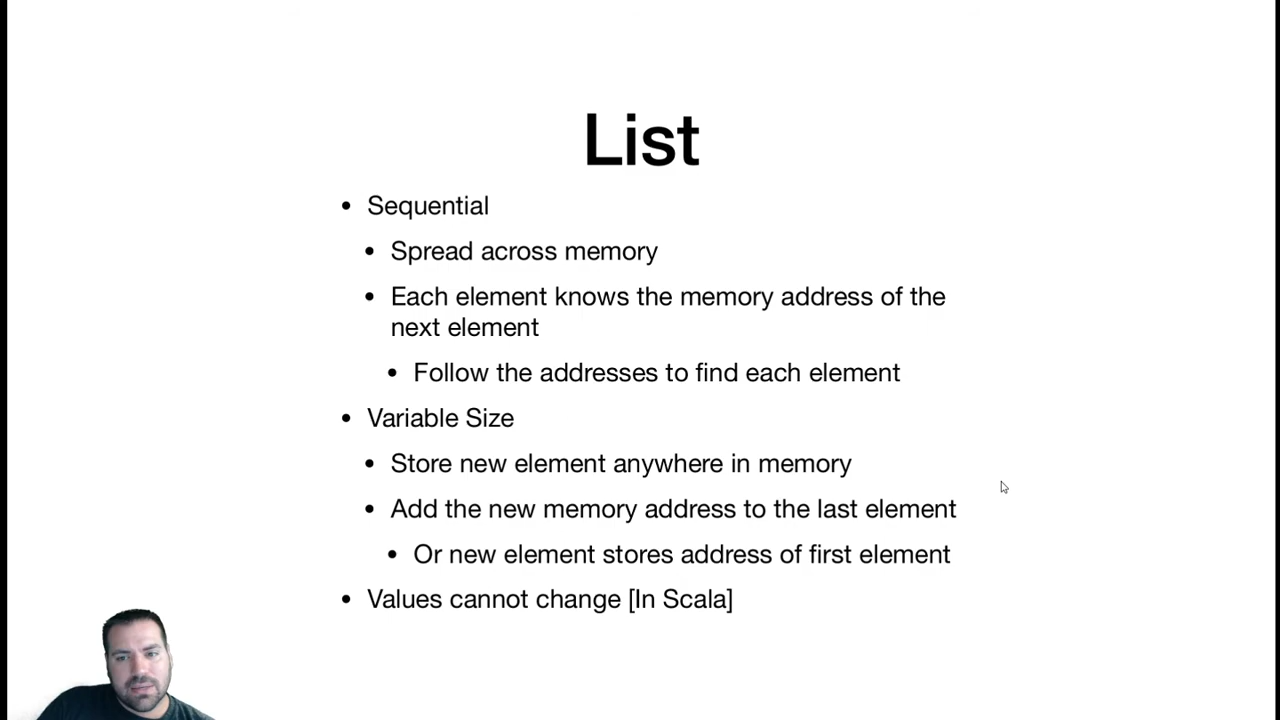 List
• Sequential
• Spread across memory
• Each element knows the memory address of the
next element
• Follow the addresses to find each element
• Variable Size
• Store new element anywhere in memory
• Add the new memory address to the last element
• Or new element stores address of first element
• Values cannot change [In Scala]